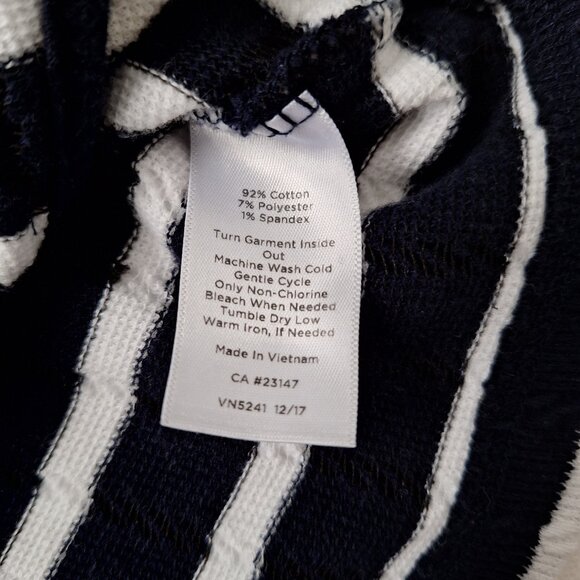 92% Cotton
7% Polyester
1% Spandex
Turn Garment Inside
Out
Machine Wash Cold
Gentle Cycle
Only Non-Chlorine
Bleach When Needed
Tumble Dry Low
Warm Iron, If Needed
Made In Vietnam
CA #23147
VN5241 12/17